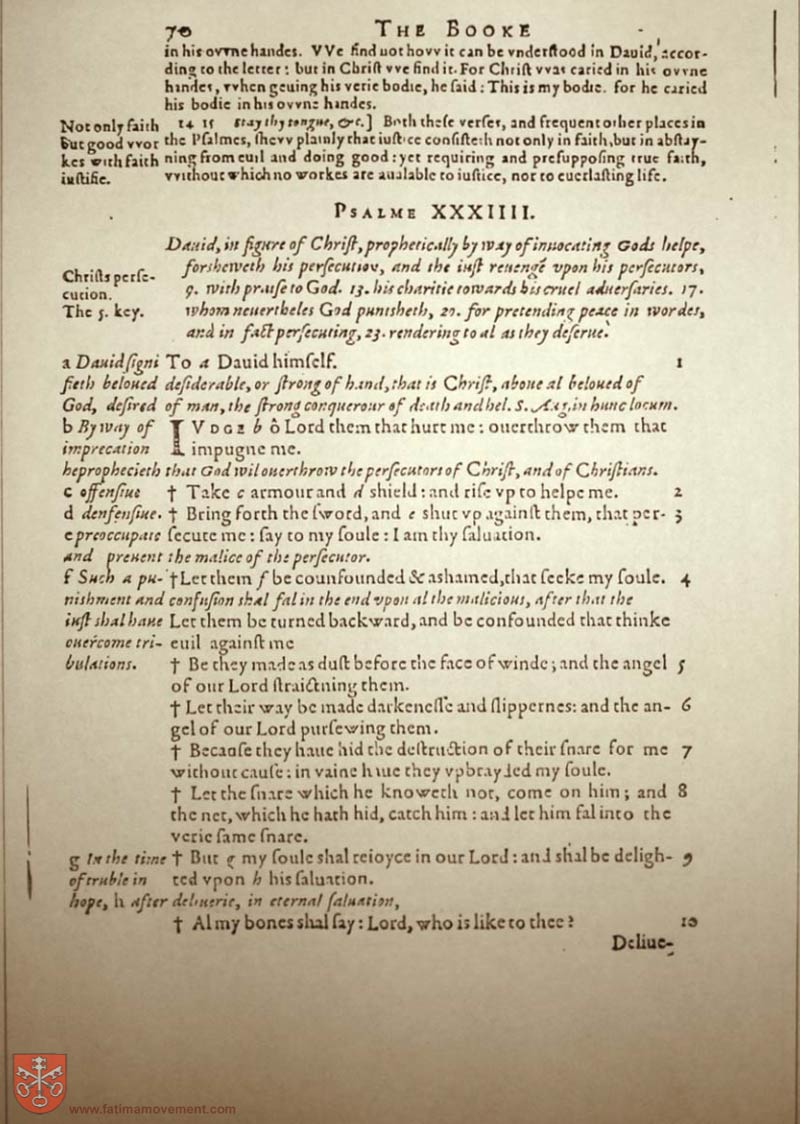 70 THE BOOKE
in his ovvne handes. VVe find not hovv it can be vnderſtood in Dauid, accor-
ding to the letter: but in Chriſt vve find it. For Chriſt vvas caried in his ovvne
handes, vvhen geuing his verie bodie, he ſaid: This is my bodie. for he caried
his bodie in his ovvne handes.
Not only faith
but good vvor
kes with faith
iuſtifie.
14 15 Stay thy tongue, &c.] Both theſe verſes, and frequent other places in
the Pſalmes, ſhevv plainly that iuſtice conſiſteth not only in faith, but in abſtay-
ning from euil and doing good: yet requiring and preſuppoſing true faith,
vvithout which no workes are auailable to iuſtice, nor to euerlaſting life.
PSALME XXXIIII.
Chriſts perſe-
cution.
The 5. key.
Dauid, in figure of Chriſt, prophetically by way of inuocating Gods helpe,
forſheweth his perſecution, and the iuſt reuenge vpon his perſecutors,
9. with praiſe to God. 13. his charitie towards his cruel aduerſaries. 17.
whom neuertheles God puniſheth, 20. for pretending peace in wordes,
and in fact perſecuting, 23. rendering to al as they deſerue.
a Dauid ſigni To a Dauid himſelf. 1
fieth beloued deſiderable, or ſtrong of hand, that is Chriſt, aboue al beloued of
God, deſired of man, the ſtrong conquerour of death and hel. S. Aug. in hunc locum.
b By way of IVDGE b ô Lord them that hurt me: ouerthrow them that
imprecation impugne me.
he prophecieth that God wil ouerthrow the perſecutors of Chriſt, and of Chriſtians.
c offenſiue † Take c armour and d shield: and riſe vp to helpe me. 2
d denfenſiue. † Bring forth the ſword, and e shut vp againſt them, that per- 3
e preoccupate ſecute me: ſay to my ſoule: I am thy ſaluation.
and preuent the malice of the perſecutor.
f Such a pu- † Let them f be counfounded & ashamed, that ſeeke my ſoule. 4
nishment and confuſion shal fal in the end vpon al the malicious, after that the
iuſt shal haue Let them be turned backward, and be confounded that thinke
ouercome tri- euil againſt me
bulations. † Be they made as duſt before the face of winde; and the angel 5
of our Lord ſtraictning them.
† Let their way be made darkeneſſe and ſlippernes: and the an- 6
gel of our Lord purſewing them.
† Becauſe they haue hid the deſtruction of their ſnare for me 7
without cauſe: in vaine haue they vpbrayded my ſoule.
† Let the ſnare which he knoweth not, come on him; and 8
the net, which he hath hid, catch him: and let him fal into the
verie ſame ſnare.
g In the time † But g my ſoule shal reioyce in our Lord: and shal be deligh- 9
of truble in ted vpon h his ſaluation.
hope, h after deliuerie, in eternal ſaluation,
† Al my bones shal ſay: Lord, who is like to thee? 10
Deliue-
www.fatimamovement.com